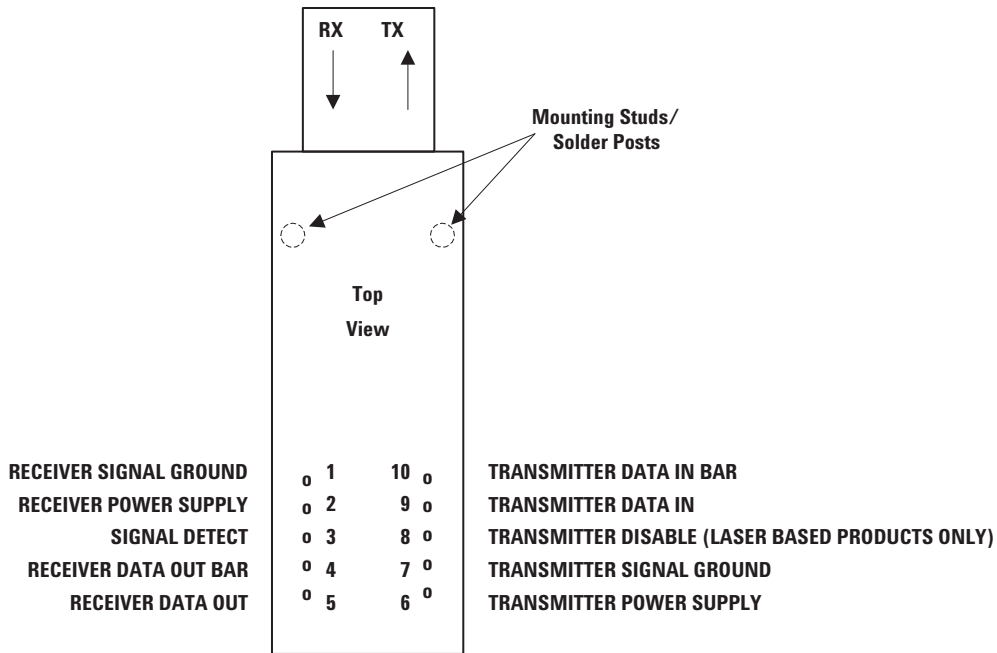 RX TX
Mounting Studs/
Solder Posts
Top
View
RECEIVER SIGNAL GROUND o 1 10 o TRANSMITTER DATA IN BAR
RECEIVER POWER SUPPLY o 2 9 o TRANSMITTER DATA IN
SIGNAL DETECT o 3 8 o TRANSMITTER DISABLE (LASER BASED PRODUCTS ONLY)
RECEIVER DATA OUT BAR o 4 7 o TRANSMITTER SIGNAL GROUND
RECEIVER DATA OUT o 5 6 o TRANSMITTER POWER SUPPLY